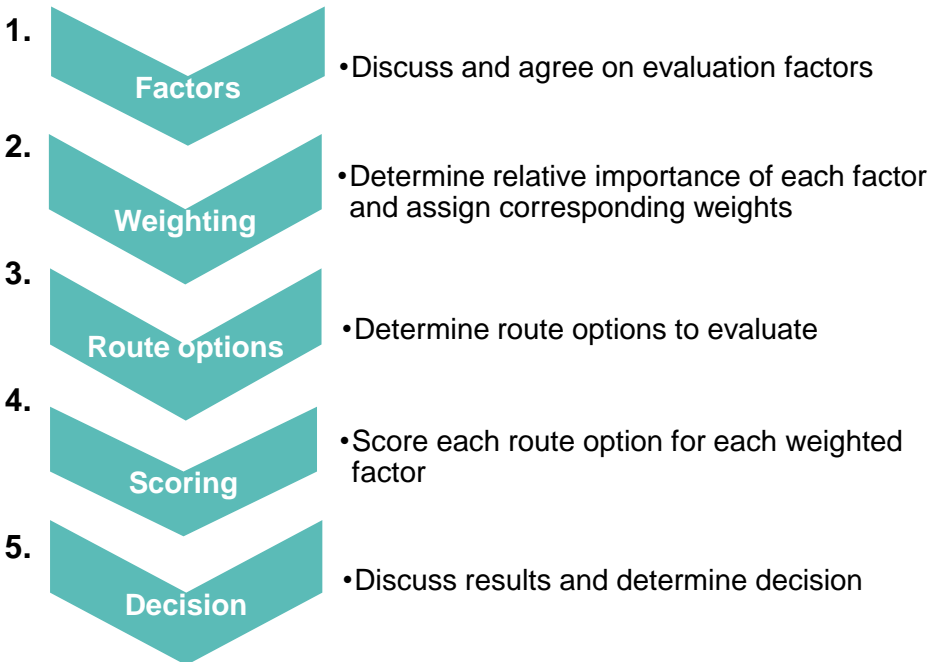 1.
Factors
•Discuss and agree on evaluation factors
2.
Weighting
•Determine relative importance of each factor
and assign corresponding weights
3.
Route options
•Determine route options to evaluate
4.
Scoring
•Score each route option for each weighted
factor
5.
Decision
•Discuss results and determine decision